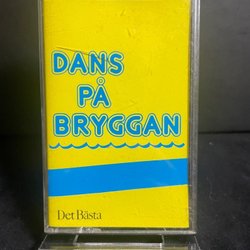 DANS
PÅ
BRYGGAN
Det Bästa